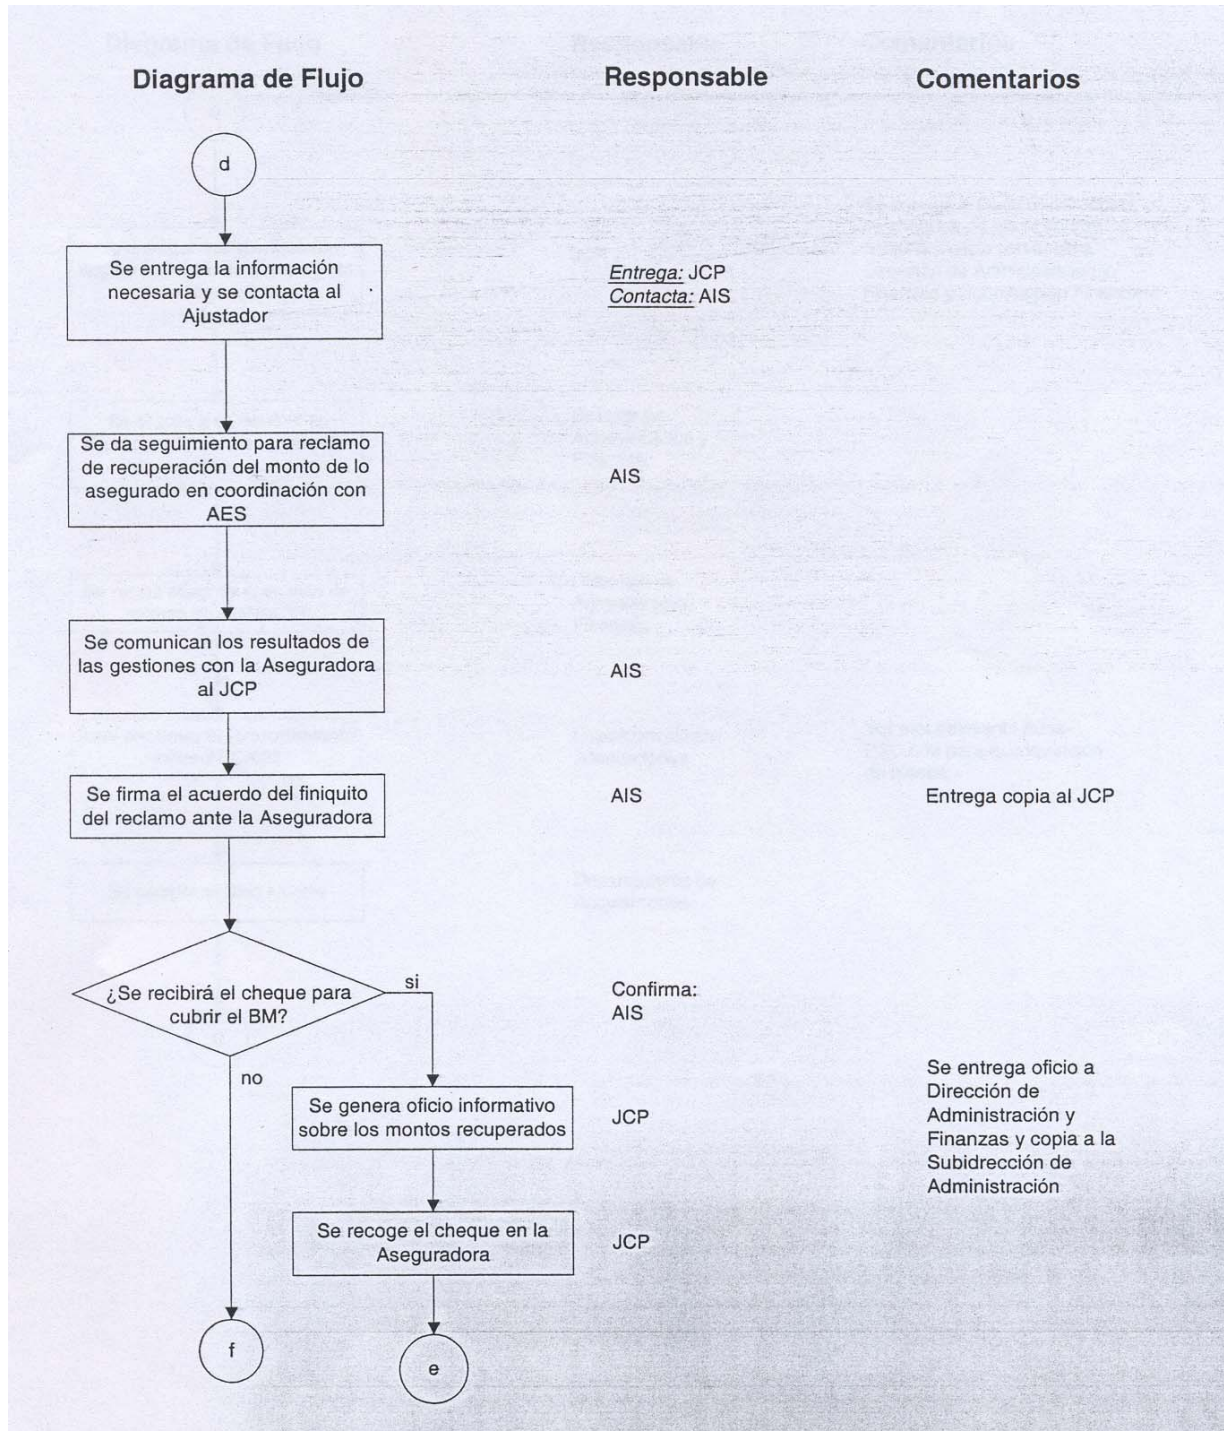 Diagrama de Flujo
Responsable
Comentarios
d
Se entrega la información
necesaria y se contacta al
Ajustador
Entrega: JCP
Contacta: AIS
Se da seguimiento para reclamo
de recuperación del monto de lo
asegurado en coordinación con
AES
AIS
Se comunican los resultados de
las gestiones con la Aseguradora
al JCP
AIS
Se firma el acuerdo del finiquito
del reclamo ante la Aseguradora
AIS
Entrega copia al JCP
¿Se recibirá el cheque para
cubrir el BM?
si
no
Confirma:
AIS
Se genera oficio informativo
sobre los montos recuperados
JCP
Se entrega oficio a
Dirección de
Administración y
Finanzas y copia a la
Subidrección de
Administración
Se recoge el cheque en la
Aseguradora
JCP
f
e